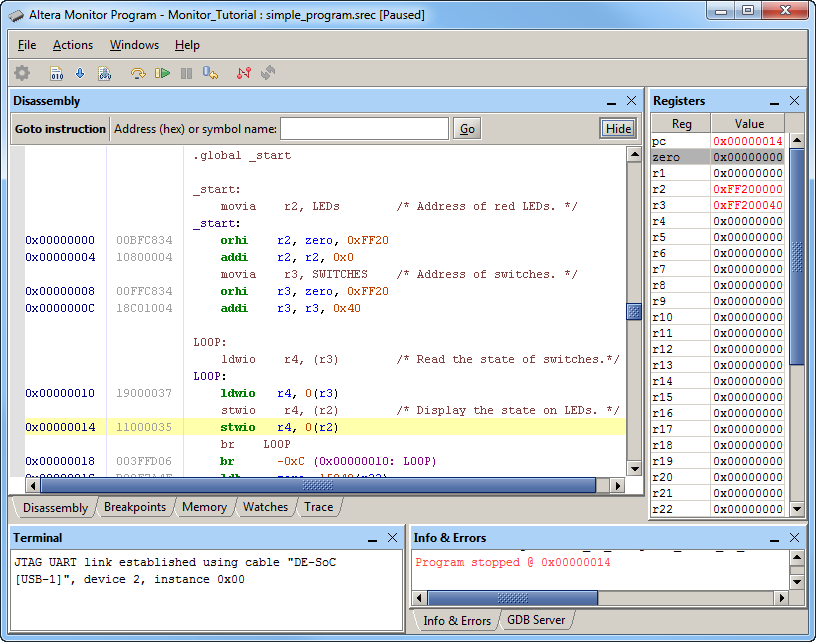 Altera Monitor Program - Monitor_Tutorial : simple_program.srec [Paused]
File Actions Windows Help
Disassembly
Goto instruction Address (hex) or symbol name: Go Hide
.global _start
_start:
movia r2, LEDs /* Address of red LEDs. */
_start:
0x00000000 00BFC834 orhi r2, zero, 0xFF20
0x00000004 10800004 addi r2, r2, 0x0
movia r3, SWITCHES /* Address of switches. */
0x00000008 00FFC834 orhi r3, zero, 0xFF20
0x0000000C 18C01004 addi r3, r3, 0x40
LOOP:
ldwio r4, (r3) /* Read the state of switches.*/
LOOP:
0x00000010 19000037 ldwio r4, 0(r3)
stwio r4, (r2) /* Display the state on LEDs. */
0x00000014 11000035 stwio r4, 0(r2)
br LOOP
0x00000018 003FFD06 br -0xC (0x00000010: LOOP)
Disassembly Breakpoints Memory Watches Trace
Registers
Reg Value
pc 0x00000014
zero 0x00000000
r1 0x00000000
r2 0xFF200000
r3 0xFF200040
r4 0x00000000
r5 0x00000000
r6 0x00000000
r7 0x00000000
r8 0x00000000
r9 0x00000000
r10 0x00000000
r11 0x00000000
r12 0x00000000
r13 0x00000000
r14 0x00000000
r15 0x00000000
r16 0x00000000
r17 0x00000000
r18 0x00000000
r19 0x00000000
r20 0x00000000
r21 0x00000000
r22 0x00000000
Terminal
JTAG UART link established using cable "DE-SoC
[USB-1]", device 2, instance 0x00
Info & Errors
Program stopped @ 0x00000014
Info & Errors GDB Server